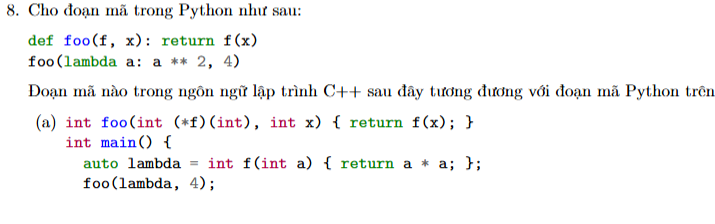 8. Cho đoạn mã trong Python như sau:
def foo(f, x): return f(x)
foo(lambda a: a ** 2, 4)
Đoạn mã nào trong ngôn ngữ lập trình C++ sau đây tương đương với đoạn mã Python trên
(a) int foo(int (*f)(int), int x) { return f(x); }
int main() {
auto lambda = int f(int a) { return a * a; };
foo(lambda, 4);